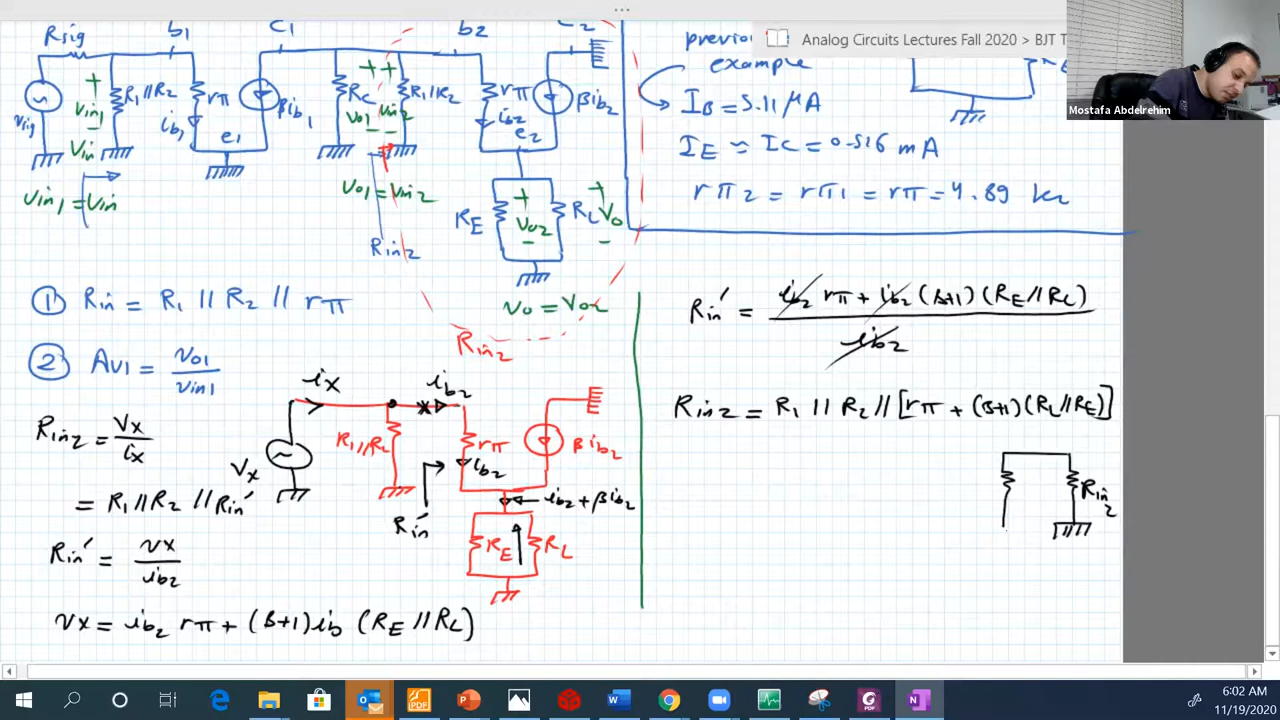 Analog Circuits Lectures Fall 2020 - BJT T
Mostafa Abdelrehim
Rsig
b1
C1
b2
C2
previou
example
IB = 5.11 μA
IE ≈ IC = 0.516 mA
rπ2 = rπ1 = rπ = 4.89 kΩ
vsig
+
vin1
-
vin
R1//R2
rπ
ib1
βib1
e1
vin1 = vin
RC
+
vo1
-
+
vin2
-
R1//R2
vo1 = vin2
Rin2
rπ
ib2
e2
βib2
RE
+
vo2
-
RL
+
Vo
-
vo = vo2
Rin2
① Rin = R1 // R2 // rπ
② Av1 = vo1 / vin1
Rin2 = Vx / ix
= R1//R2 //Rin'
Rin' = vx / ib2
vx = ib2 rπ + (β+1)ib (RE // RL)
ix
ib2
Vx
R1//R2
rπ
ib2
βib2
Rin'
ib2+βib2
RE
RL
Rin' = ib2 rπ + ib2 (β+1)(RE//RL) / ib2
Rin2 = R1 // R2 // [rπ + (β+1)(RL//RE)]
Rin2
6:02 AM
11/19/2020